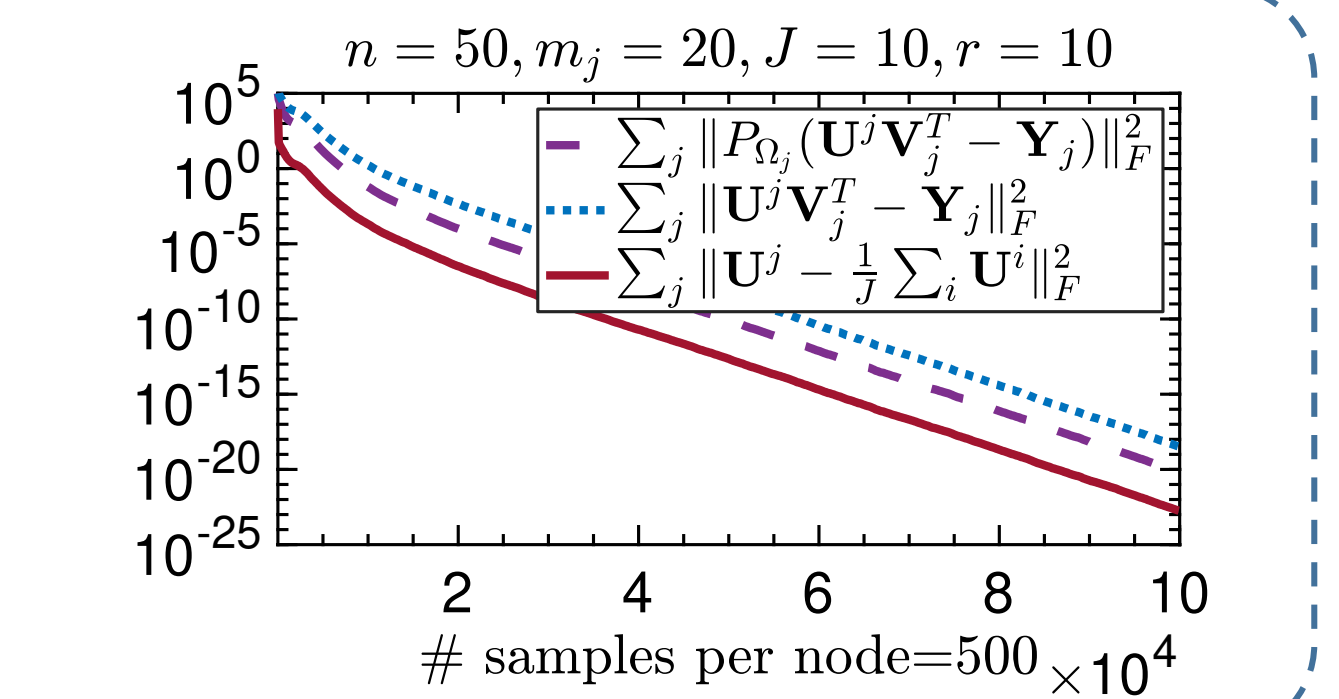 n = 50, m_j = 20, J = 10, r = 10
10^5
10^0
10^-5
10^-10
10^-15
10^-20
10^-25
∑_j ‖P_{Ω_j}(U^j V_j^T − Y_j)‖_F^2
∑_j ‖U^j V_j^T − Y_j‖_F^2
∑_j ‖U^j − 1/J ∑_i U^i‖_F^2
2 4 6 8 10
# samples per node=500 ×10^4